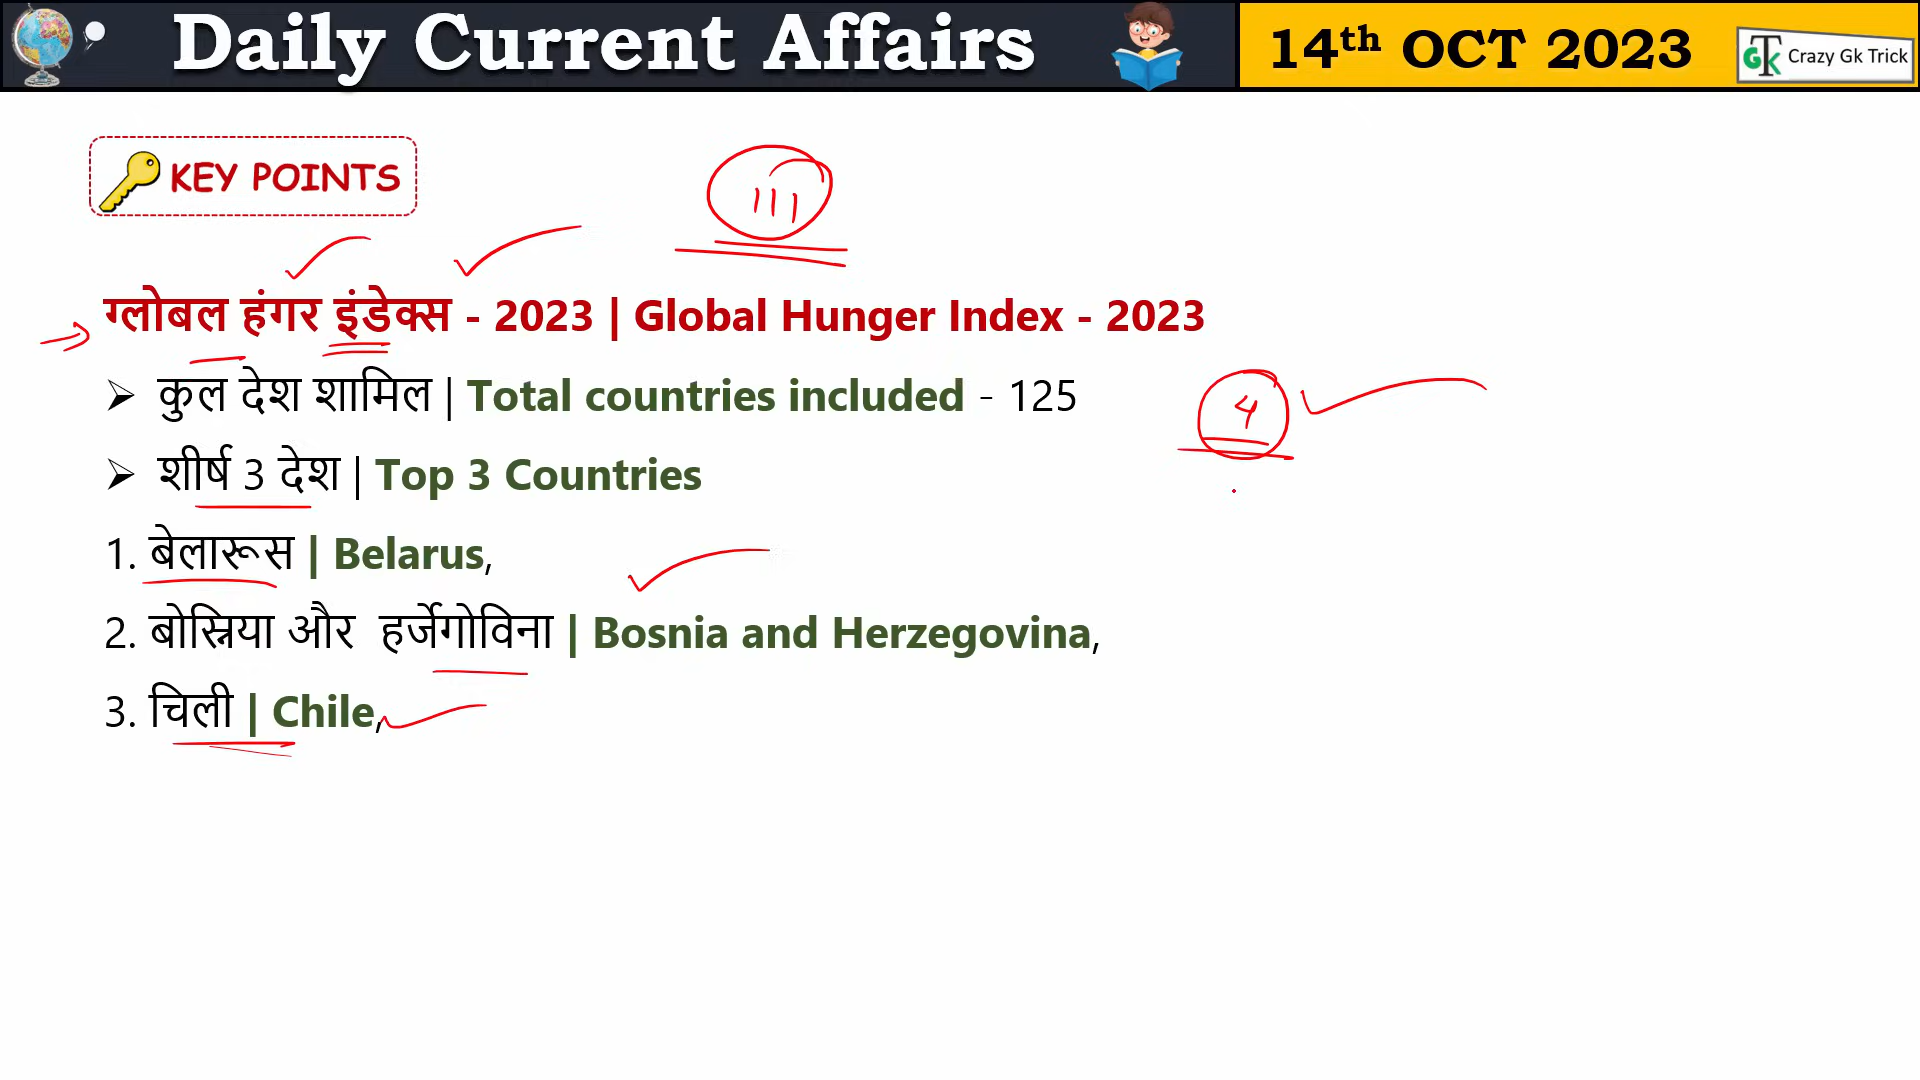 Daily Current Affairs
14th OCT 2023
GTK Crazy Gk Trick
KEY POINTS
111
ग्लोबल हंगर इंडेक्स - 2023 | Global Hunger Index - 2023
➢ कुल देश शामिल | Total countries included - 125
4
➢ शीर्ष 3 देश | Top 3 Countries
1. बेलारूस | Belarus,
2. बोस्निया और हर्जेगोविना | Bosnia and Herzegovina,
3. चिली | Chile,